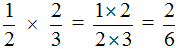 1/2 × 2/3 = 1×2/2×3 = 2/6